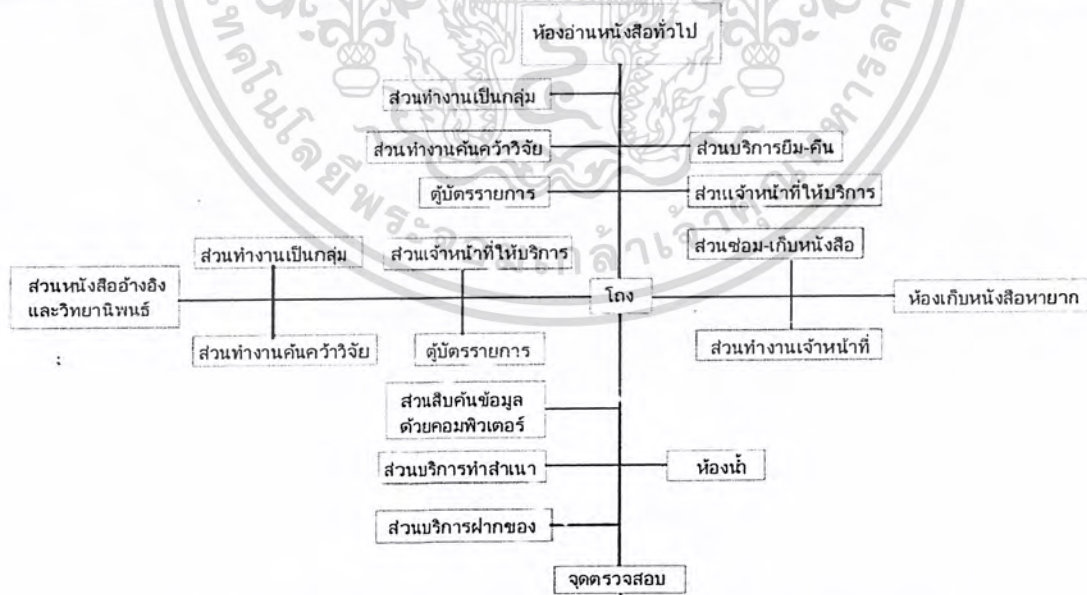 ห้องอ่านหนังสือทั่วไป
ส่วนทำงานเป็นกลุ่ม
ส่วนทำงานค้นคว้าวิจัย
ส่วนบริการยืม-คืน
ตู้บัตรรายการ
ส่วนเจ้าหน้าที่ให้บริการ
ส่วนทำงานเป็นกลุ่ม
ส่วนเจ้าหน้าที่ให้บริการ
ส่วนซ่อม-เก็บหนังสือ
ส่วนหนังสืออ้างอิง
และวิทยานิพนธ์
โถง
ห้องเก็บหนังสือหายาก
ส่วนทำงานค้นคว้าวิจัย
ตู้บัตรรายการ
ส่วนทำงานเจ้าหน้าที่
ส่วนสืบค้นข้อมูล
ด้วยคอมพิวเตอร์
ส่วนบริการทำสำเนา
ห้องน้ำ
ส่วนบริการฝากของ
จุดตรวจสอบ